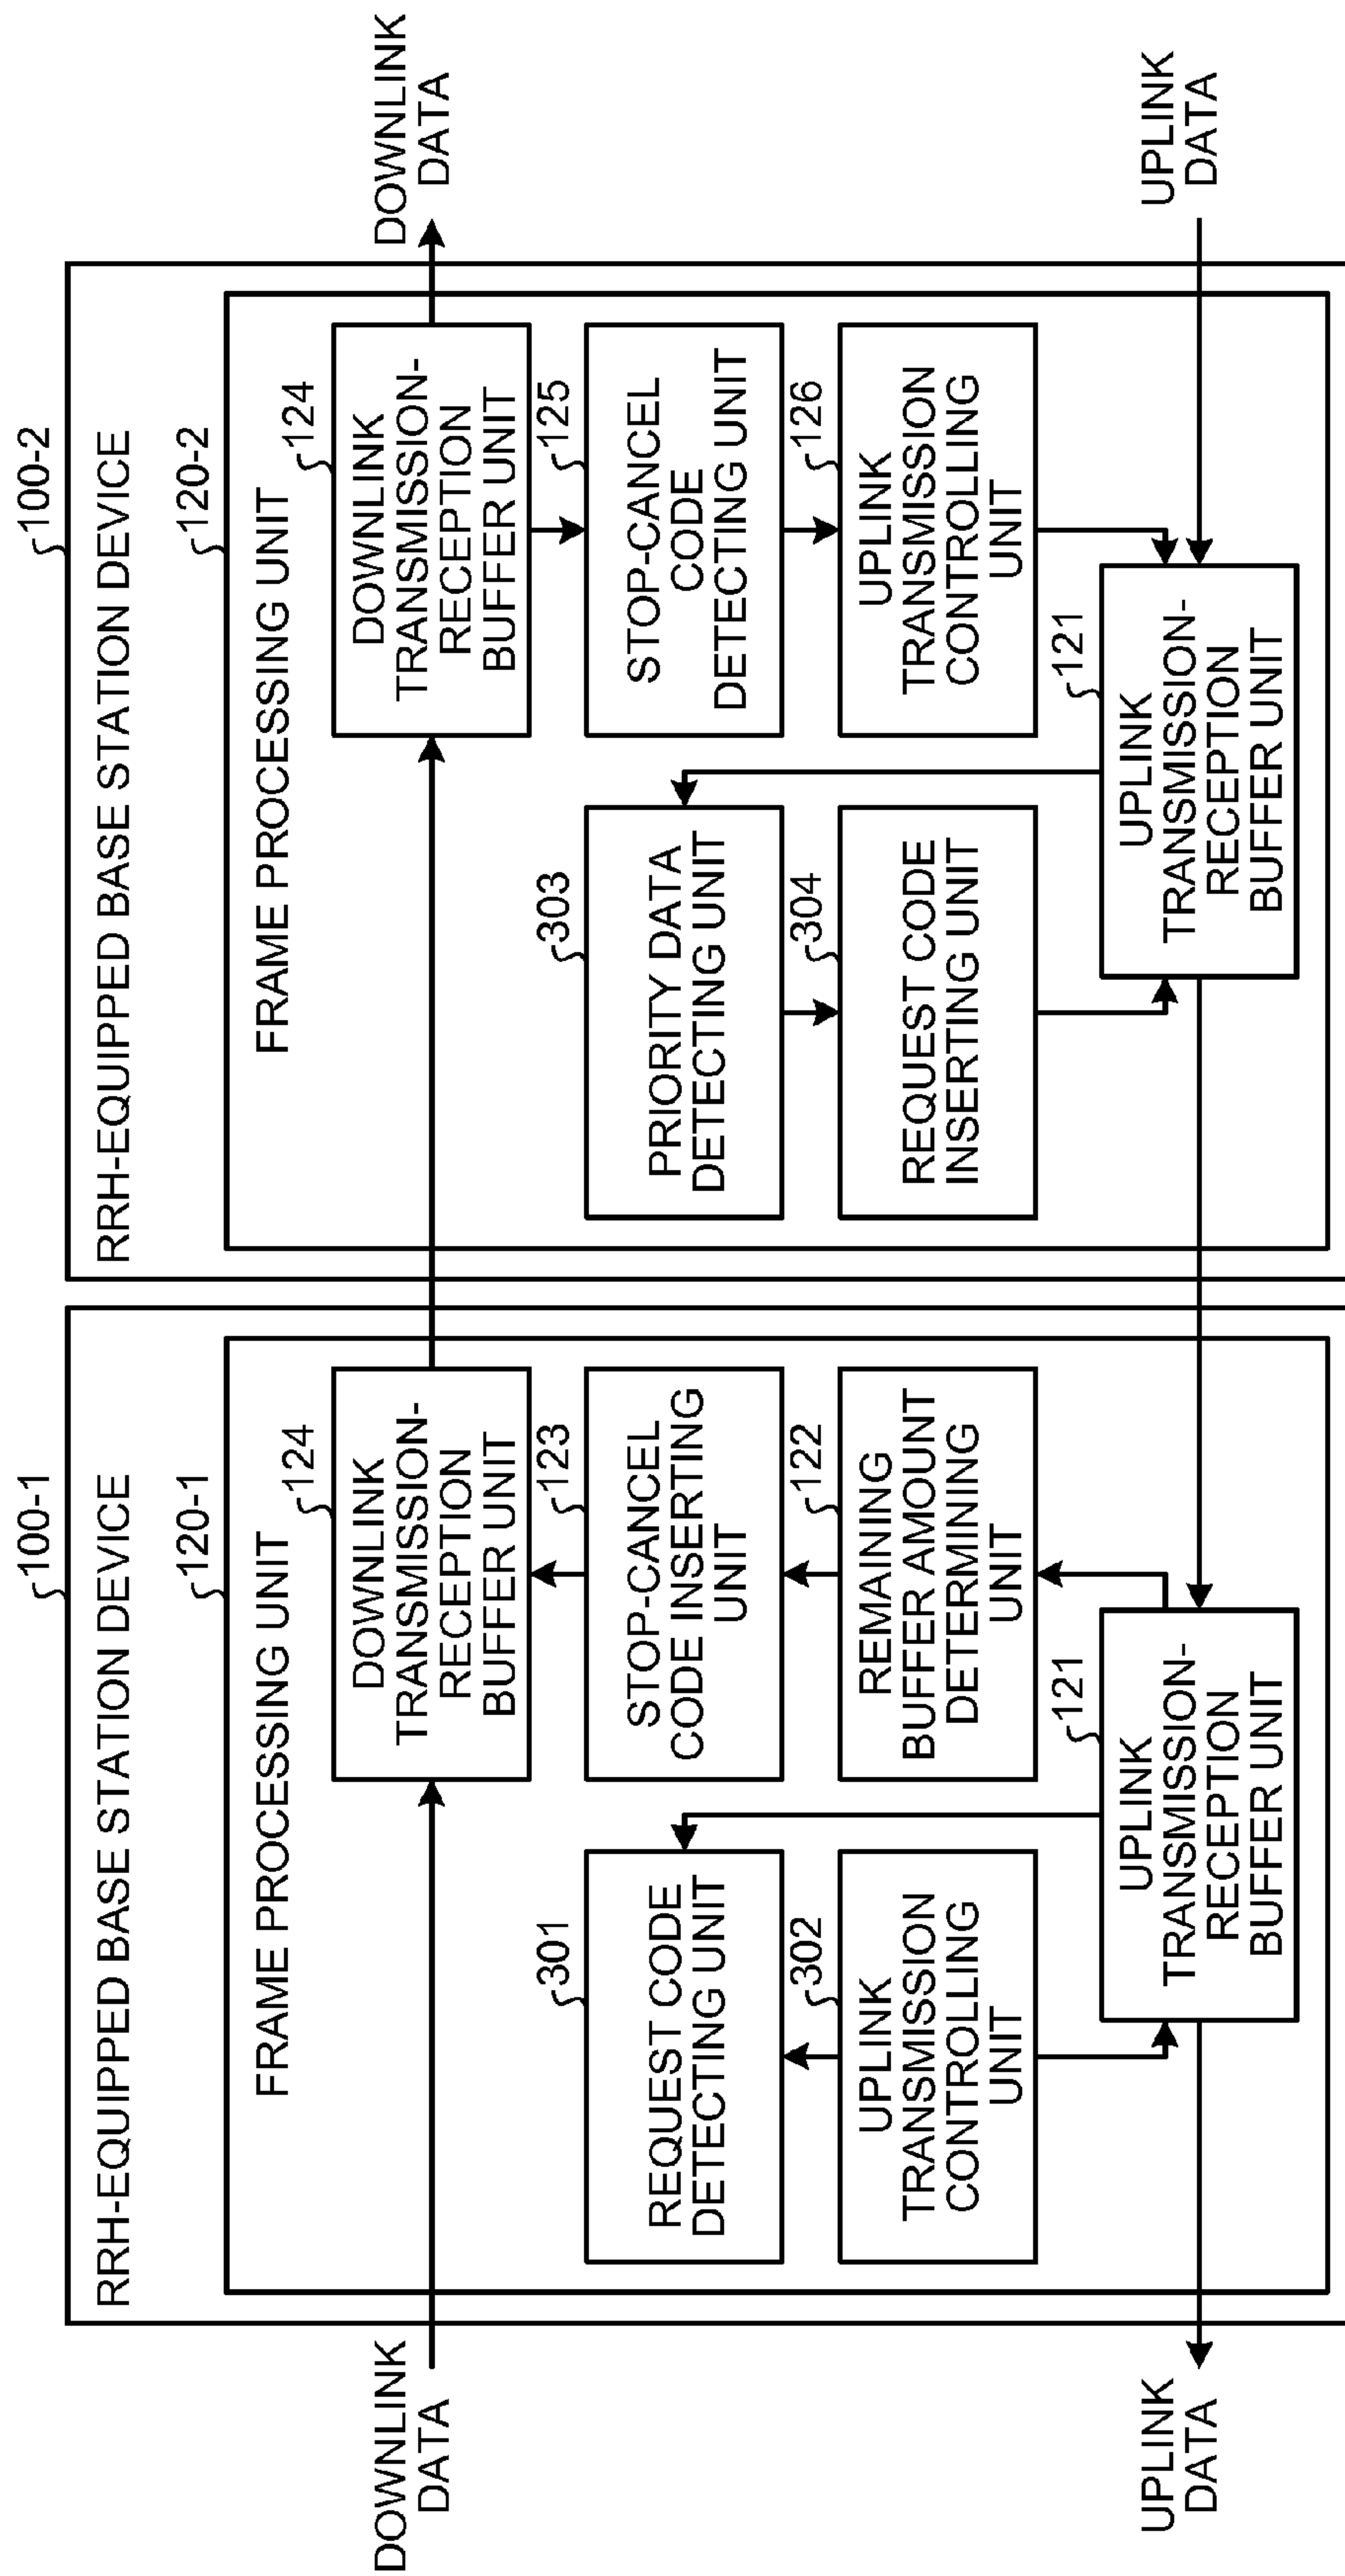 100-1
RRH-EQUIPPED BASE STATION DEVICE
120-1
FRAME PROCESSING UNIT
DOWNLINK
DATA
124
DOWNLINK
TRANSMISSION-
RECEPTION
BUFFER UNIT
301
REQUEST CODE
DETECTING UNIT
123
STOP-CANCEL
CODE INSERTING
UNIT
302
UPLINK
TRANSMISSION
CONTROLLING
UNIT
122
REMAINING
BUFFER AMOUNT
DETERMINING
UNIT
121
UPLINK
TRANSMISSION-
RECEPTION
BUFFER UNIT
UPLINK
DATA
100-2
RRH-EQUIPPED BASE STATION DEVICE
120-2
FRAME PROCESSING UNIT
124
DOWNLINK
TRANSMISSION-
RECEPTION
BUFFER UNIT
DOWNLINK
DATA
303
PRIORITY DATA
DETECTING UNIT
125
STOP-CANCEL
CODE
DETECTING UNIT
304
REQUEST CODE
INSERTING UNIT
126
UPLINK
TRANSMISSION
CONTROLLING
UNIT
121
UPLINK
TRANSMISSION-
RECEPTION
BUFFER UNIT
UPLINK
DATA